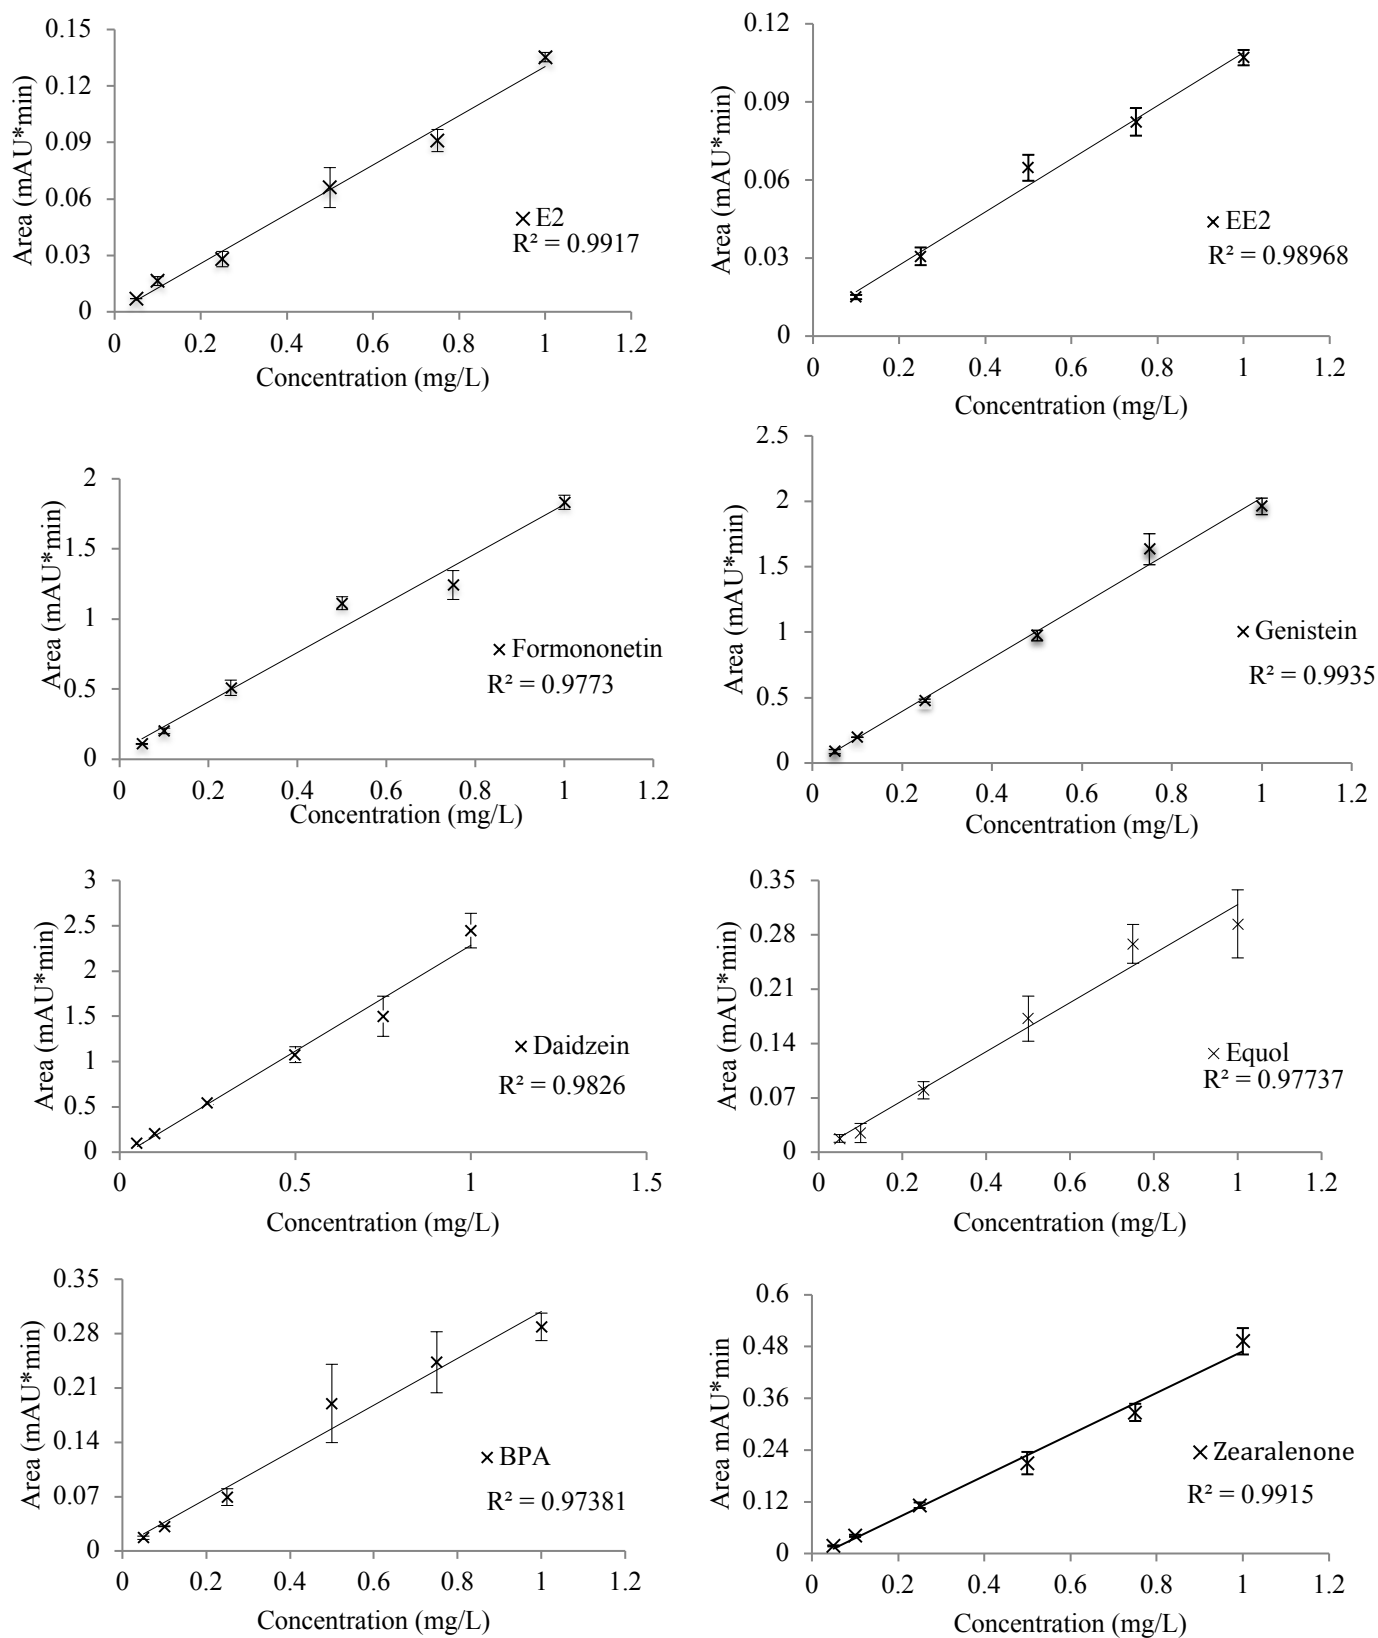 0.15
0.12
0.09
0.06
0.03
0
Area (mAU*min)
0 0.2 0.4 0.6 0.8 1 1.2
Concentration (mg/L)
E2
R² = 0.9917
0.12
0.09
0.06
0.03
0
Area (mAU*min)
0 0.2 0.4 0.6 0.8 1 1.2
Concentration (mg/L)
EE2
R² = 0.98968
2
1.5
1
0.5
0
Area (mAU*min)
0 0.2 0.4 0.6 0.8 1 1.2
Concentration (mg/L)
Formononetin
R² = 0.9773
2.5
2
1.5
1
0.5
0
Area (mAU*min)
0 0.2 0.4 0.6 0.8 1 1.2
Concentration (mg/L)
Genistein
R² = 0.9935
3
2.5
2
1.5
1
0.5
0
Area (mAU*min)
0 0.5 1 1.5
Concentration (mg/L)
Daidzein
R² = 0.9826
0.35
0.28
0.21
0.14
0.07
0
Area (mAU*min)
0 0.2 0.4 0.6 0.8 1 1.2
Concentration (mg/L)
Equol
R² = 0.97737
0.35
0.28
0.21
0.14
0.07
0
Area (mAU*min)
0 0.2 0.4 0.6 0.8 1 1.2
Concentration (mg/L)
BPA
R² = 0.97381
0.6
0.48
0.36
0.24
0.12
0
Area mAU*min
0 0.2 0.4 0.6 0.8 1 1.2
Concentration (mg/L)
Zearalenone
R² = 0.9915